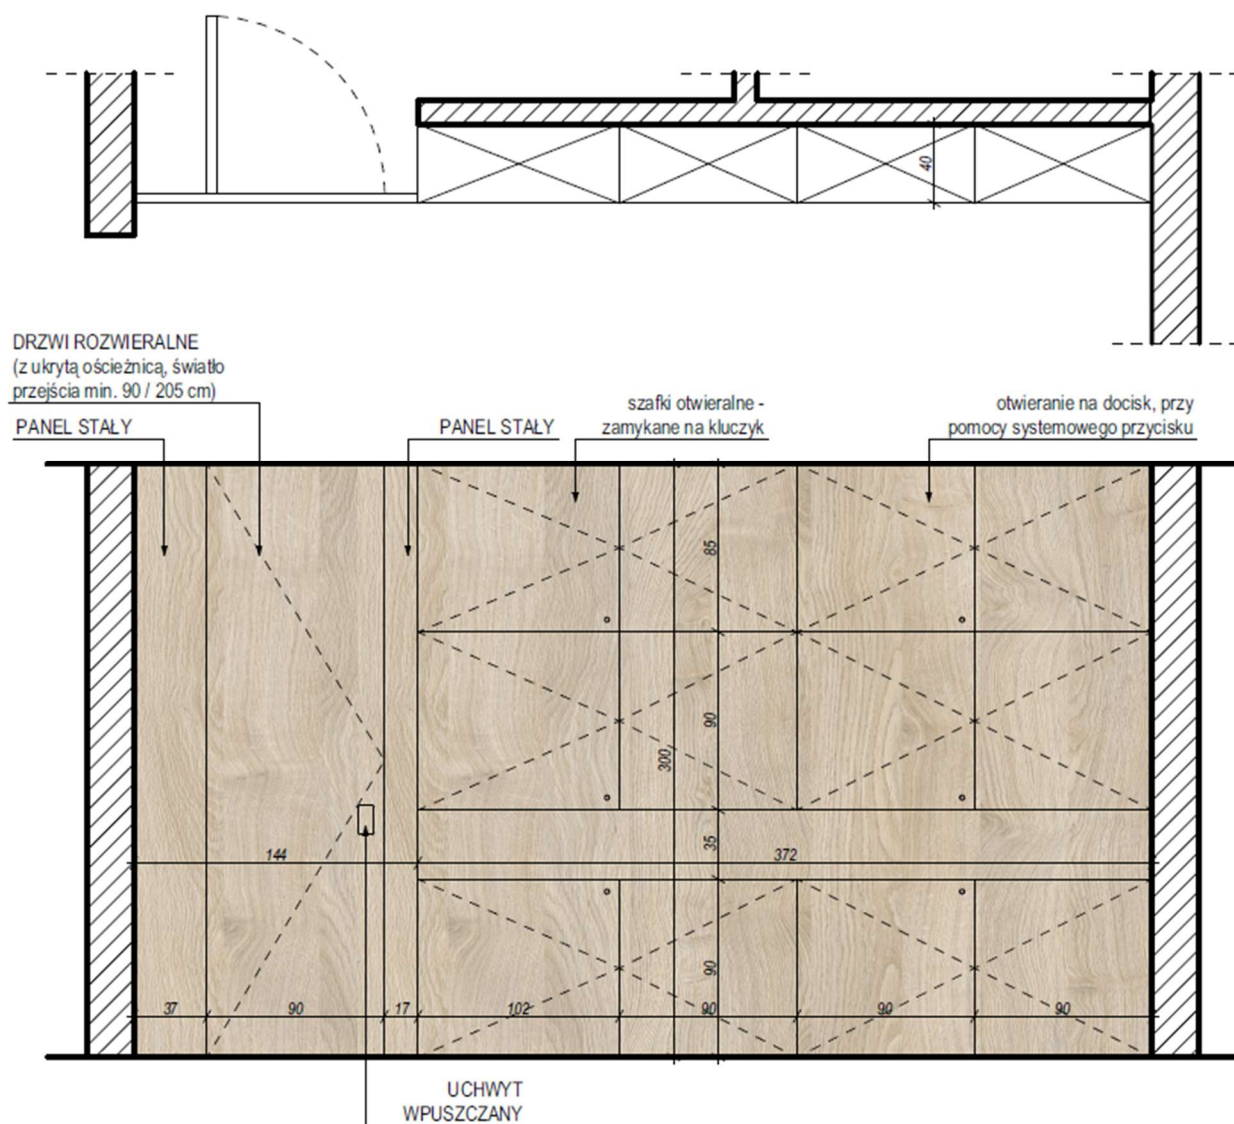 40
DRZWI ROZWIERALNE
(z ukrytą ościeżnicą, światło
przejścia min. 90 / 205 cm)
PANEL STAŁY
PANEL STAŁY
szafki otwieralne -
zamykane na kluczyk
otwieranie na docisk, przy
pomocy systemowego przycisku
85
90
300
35
144
372
90
37
90
17
102
90
90
90
UCHWYT
WPUSZCZANY